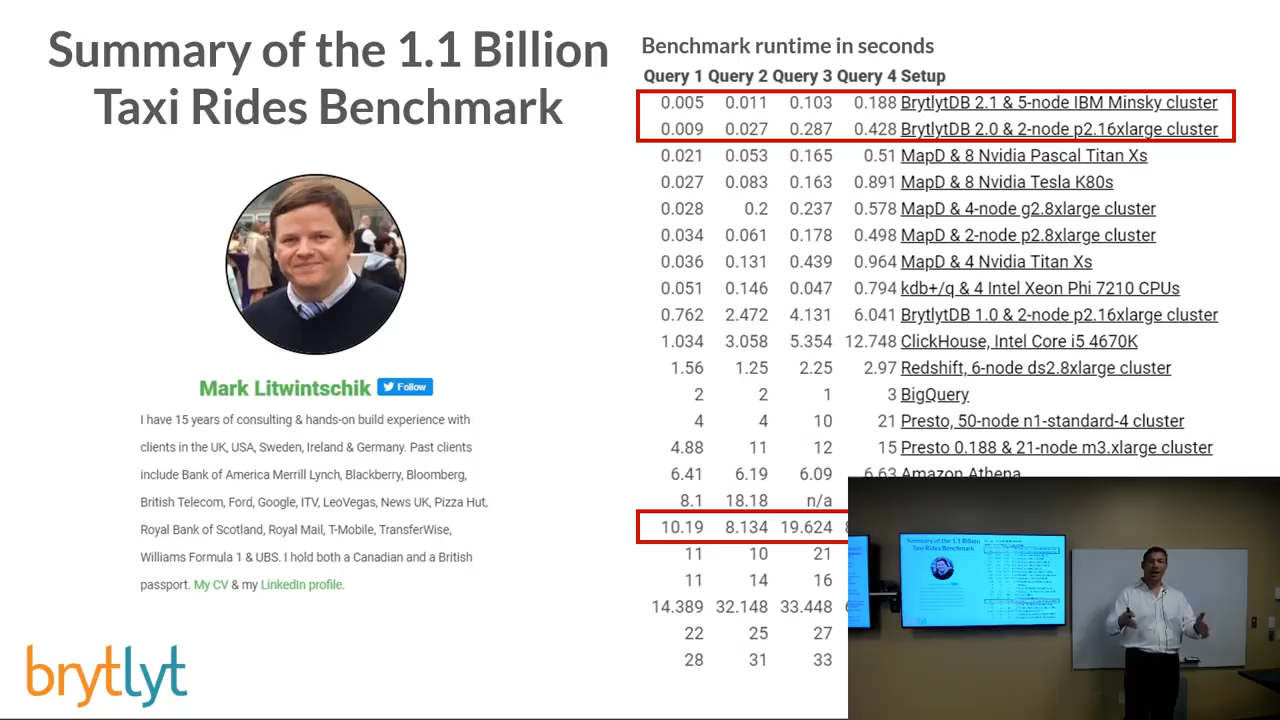 Summary of the 1.1 Billion
Taxi Rides Benchmark
Mark Litwintschik Follow
I have 15 years of consulting & hands-on build experience with
clients in the UK, USA, Sweden, Ireland & Germany. Past clients
include Bank of America Merrill Lynch, Blackberry, Bloomberg,
British Telecom, Ford, Google, ITV, LeoVegas, News UK, Pizza Hut,
Royal Bank of Scotland, Royal Mail, T-Mobile, TransferWise,
Williams Formula 1 & UBS. I hold both a Canadian and a British
passport. My CV & my LinkedIn profile.
brytlyt
Benchmark runtime in seconds
Query 1 Query 2 Query 3 Query 4 Setup
0.005 0.011 0.103 0.188 BrytlytDB 2.1 & 5-node IBM Minsky cluster
0.009 0.027 0.287 0.428 BrytlytDB 2.0 & 2-node p2.16xlarge cluster
0.021 0.053 0.165 0.51 MapD & 8 Nvidia Pascal Titan Xs
0.027 0.083 0.163 0.891 MapD & 8 Nvidia Tesla K80s
0.028 0.2 0.237 0.578 MapD & 4-node g2.8xlarge cluster
0.034 0.061 0.178 0.498 MapD & 2-node p2.8xlarge cluster
0.036 0.131 0.439 0.964 MapD & 4 Nvidia Titan Xs
0.051 0.146 0.047 0.794 kdb+/q & 4 Intel Xeon Phi 7210 CPUs
0.762 2.472 4.131 6.041 BrytlytDB 1.0 & 2-node p2.16xlarge cluster
1.034 3.058 5.354 12.748 ClickHouse, Intel Core i5 4670K
1.56 1.25 2.25 2.97 Redshift, 6-node ds2.8xlarge cluster
2 2 1 3 BigQuery
4 4 10 21 Presto, 50-node n1-standard-4 cluster
4.88 11 12 15 Presto 0.188 & 21-node m3.xlarge cluster
6.41 6.19 6.09 6.63 Amazon Athena
8.1 18.18 n/a
10.19 8.134 19.624
11 10 21
11 14 16
14.389 32.148 33.448
22 25 27
28 31 33
Summary of the 1.1 Billion
Taxi Rides Benchmark